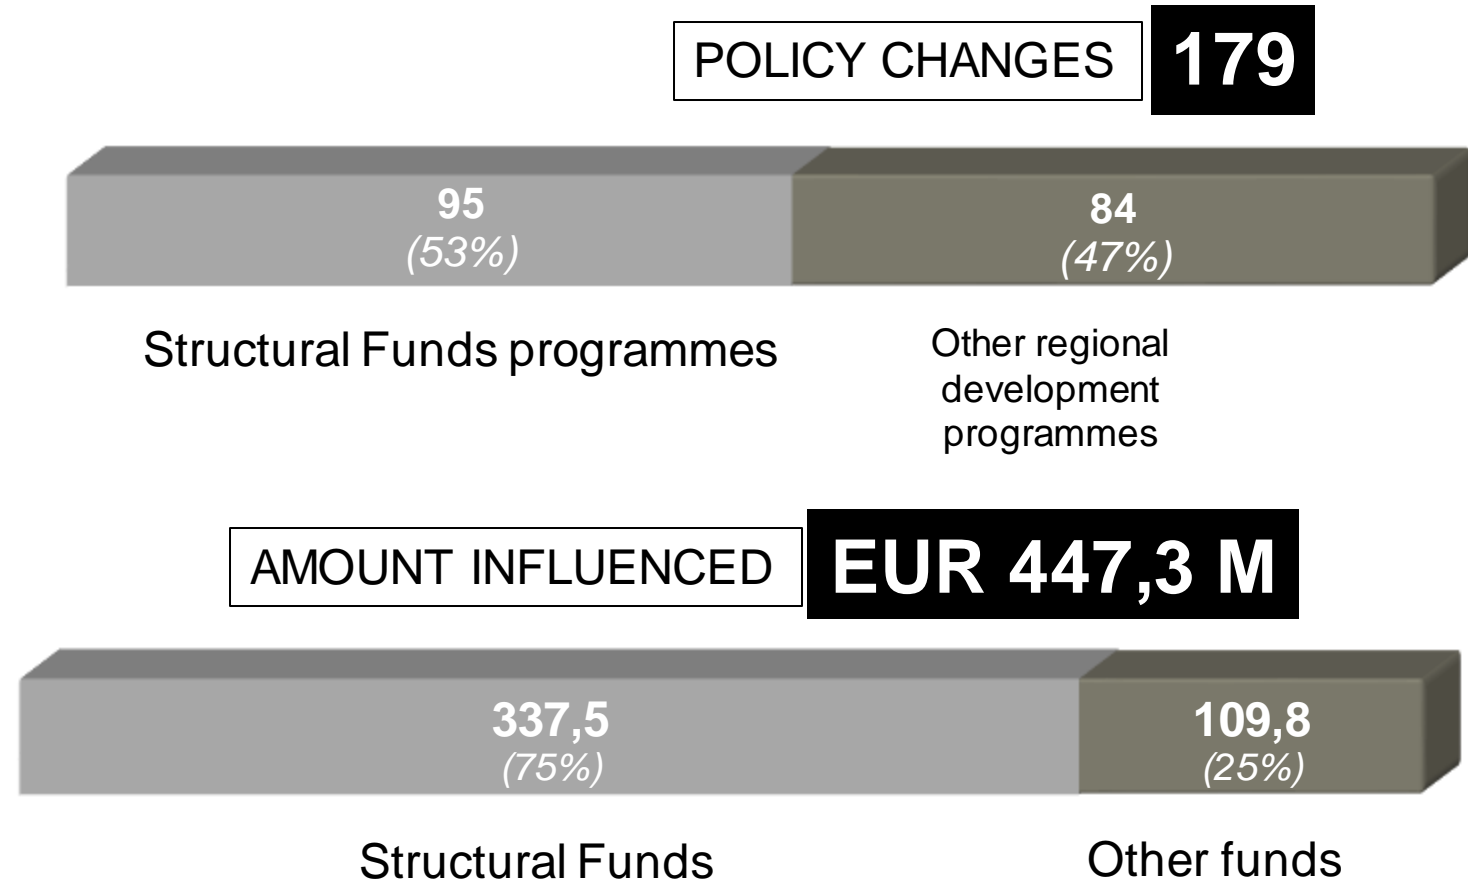 POLICY CHANGES 179
95
(53%)
84
(47%)
Structural Funds programmes
Other regional
development
programmes
AMOUNT INFLUENCED EUR 447,3 M
337,5
(75%)
109,8
(25%)
Structural Funds
Other funds